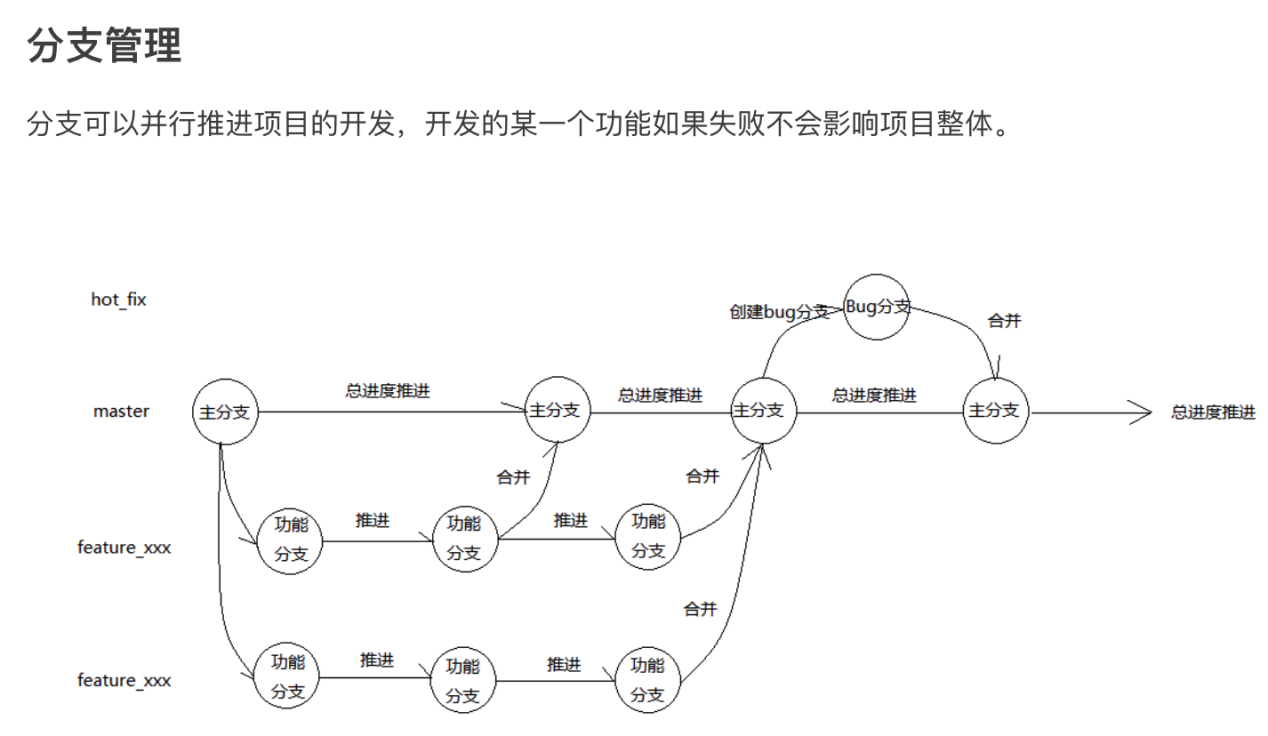 分支管理
分支可以并行推进项目的开发，开发的某一个功能如果失败不会影响项目整体。
hot_fix
创建bug分支
Bug分支
合并
master
主分支
总进度推进
主分支
总进度推进
主分支
总进度推进
主分支
总进度推进
合并
合并
feature_xxx
功能
分支
推进
功能
分支
推进
功能
分支
合并
feature_xxx
功能
分支
推进
功能
分支
推进
功能
分支